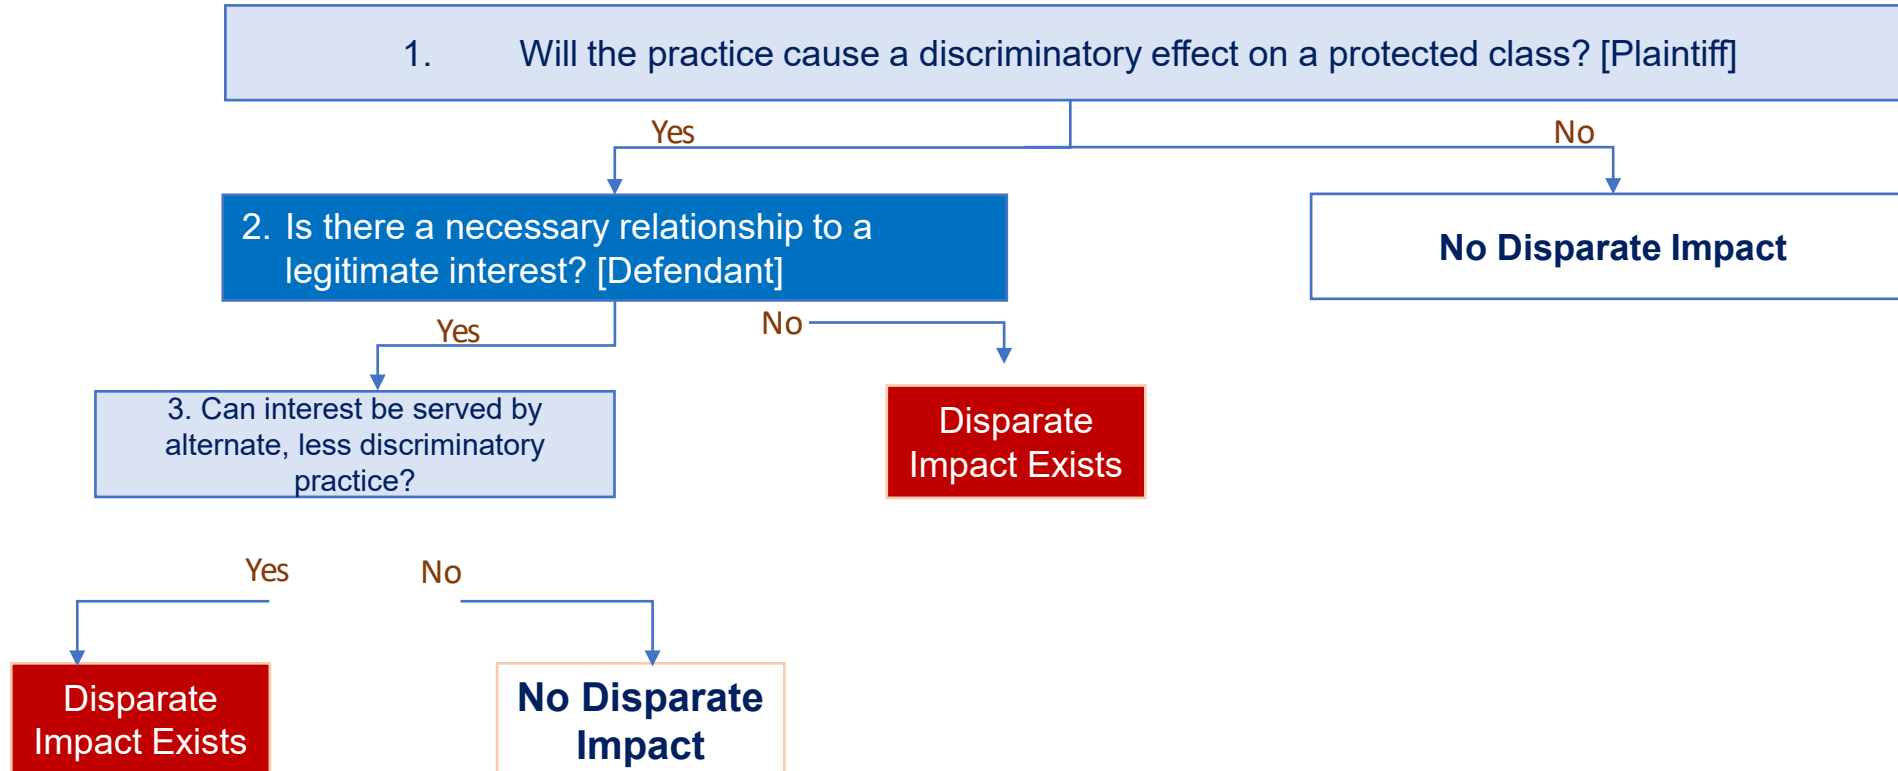 1. Will the practice cause a discriminatory effect on a protected class? [Plaintiff]
Yes
No
2. Is there a necessary relationship to a
legitimate interest? [Defendant]
No Disparate Impact
Yes
No
3. Can interest be served by
alternate, less discriminatory
practice?
Disparate
Impact Exists
Yes
No
Disparate
Impact Exists
No Disparate
Impact